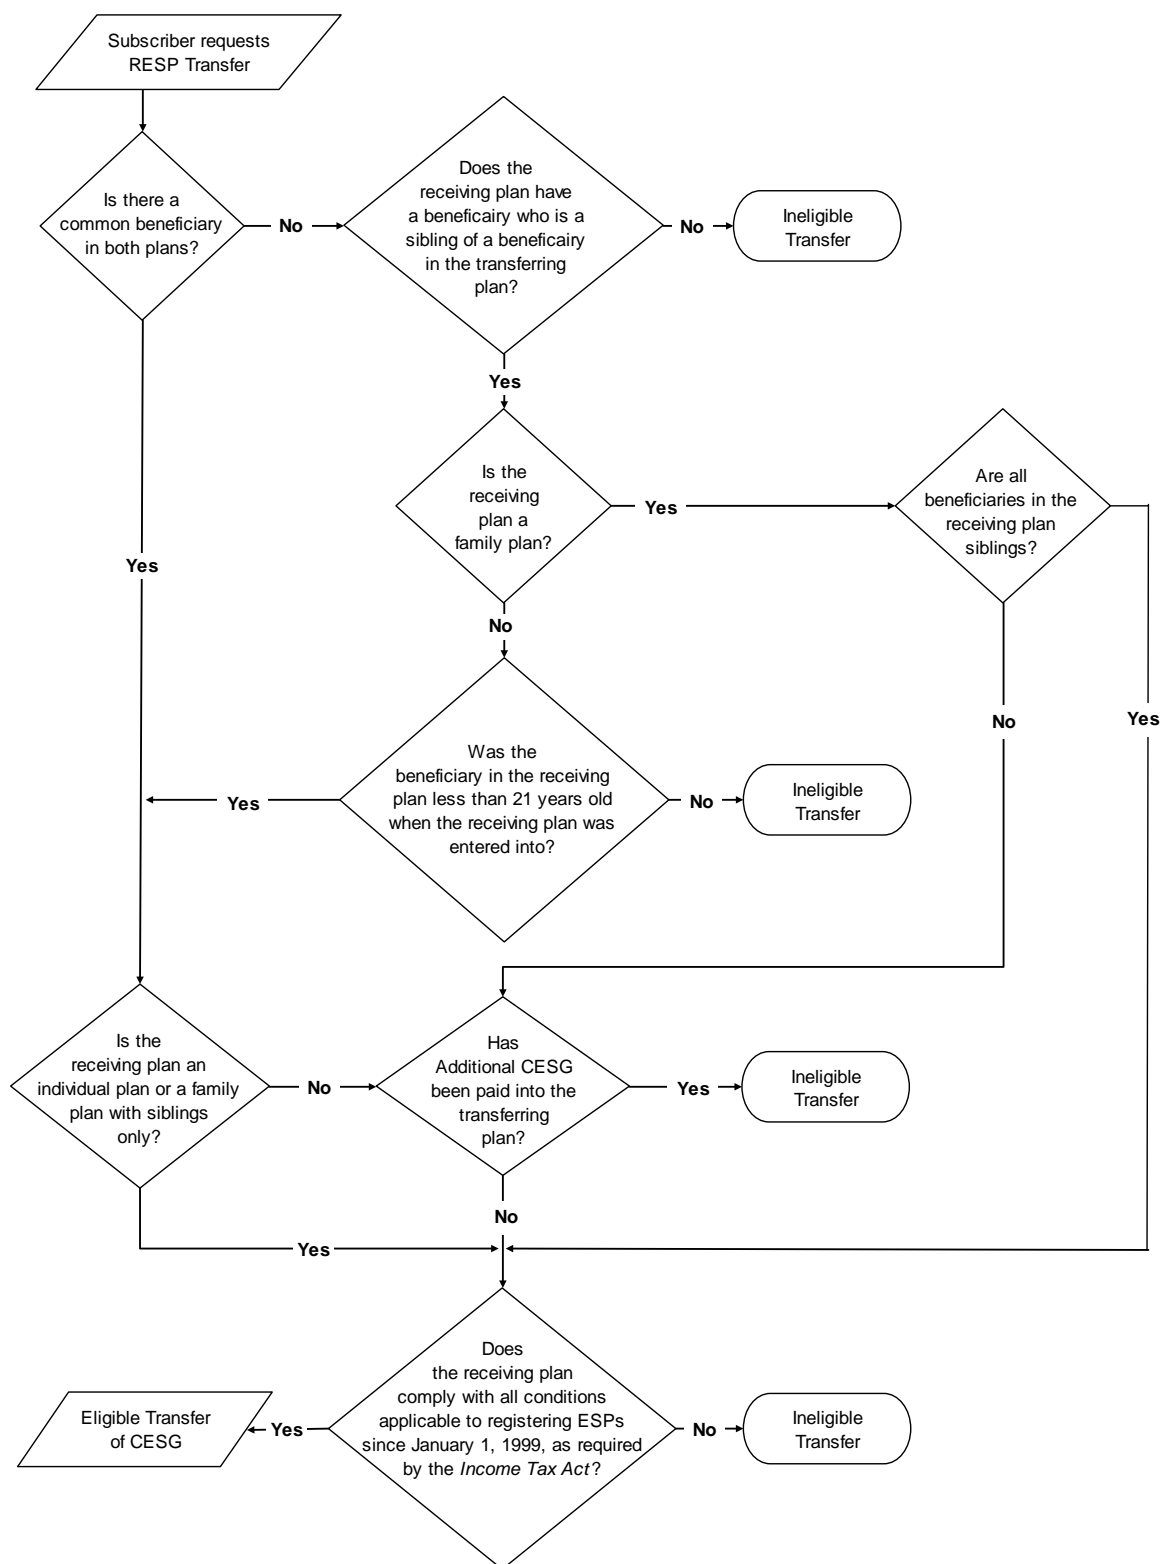 Subscriber requests
RESP Transfer
Is there a
common beneficiary
in both plans?
No
Does the
receiving plan have
a beneficairy who is a
sibling of a beneficairy
in the transferring
plan?
No
Ineligible
Transfer
Yes
Is the
receiving
plan a
family plan?
Yes
Are all
beneficiaries in the
receiving plan
siblings?
Yes
No
No
Yes
Was the
beneficiary in the receiving
plan less than 21 years old
when the receiving plan was
entered into?
Yes
No
Ineligible
Transfer
Is the
receiving plan an
individual plan or a family
plan with siblings
only?
No
Has
Additional CESG
been paid into the
transferring
plan?
Yes
Ineligible
Transfer
No
Yes
Does
the receiving plan
comply with all conditions
applicable to registering ESPs
since January 1, 1999, as required
by the Income Tax Act?
Yes
Eligible Transfer
of CESG
No
Ineligible
Transfer